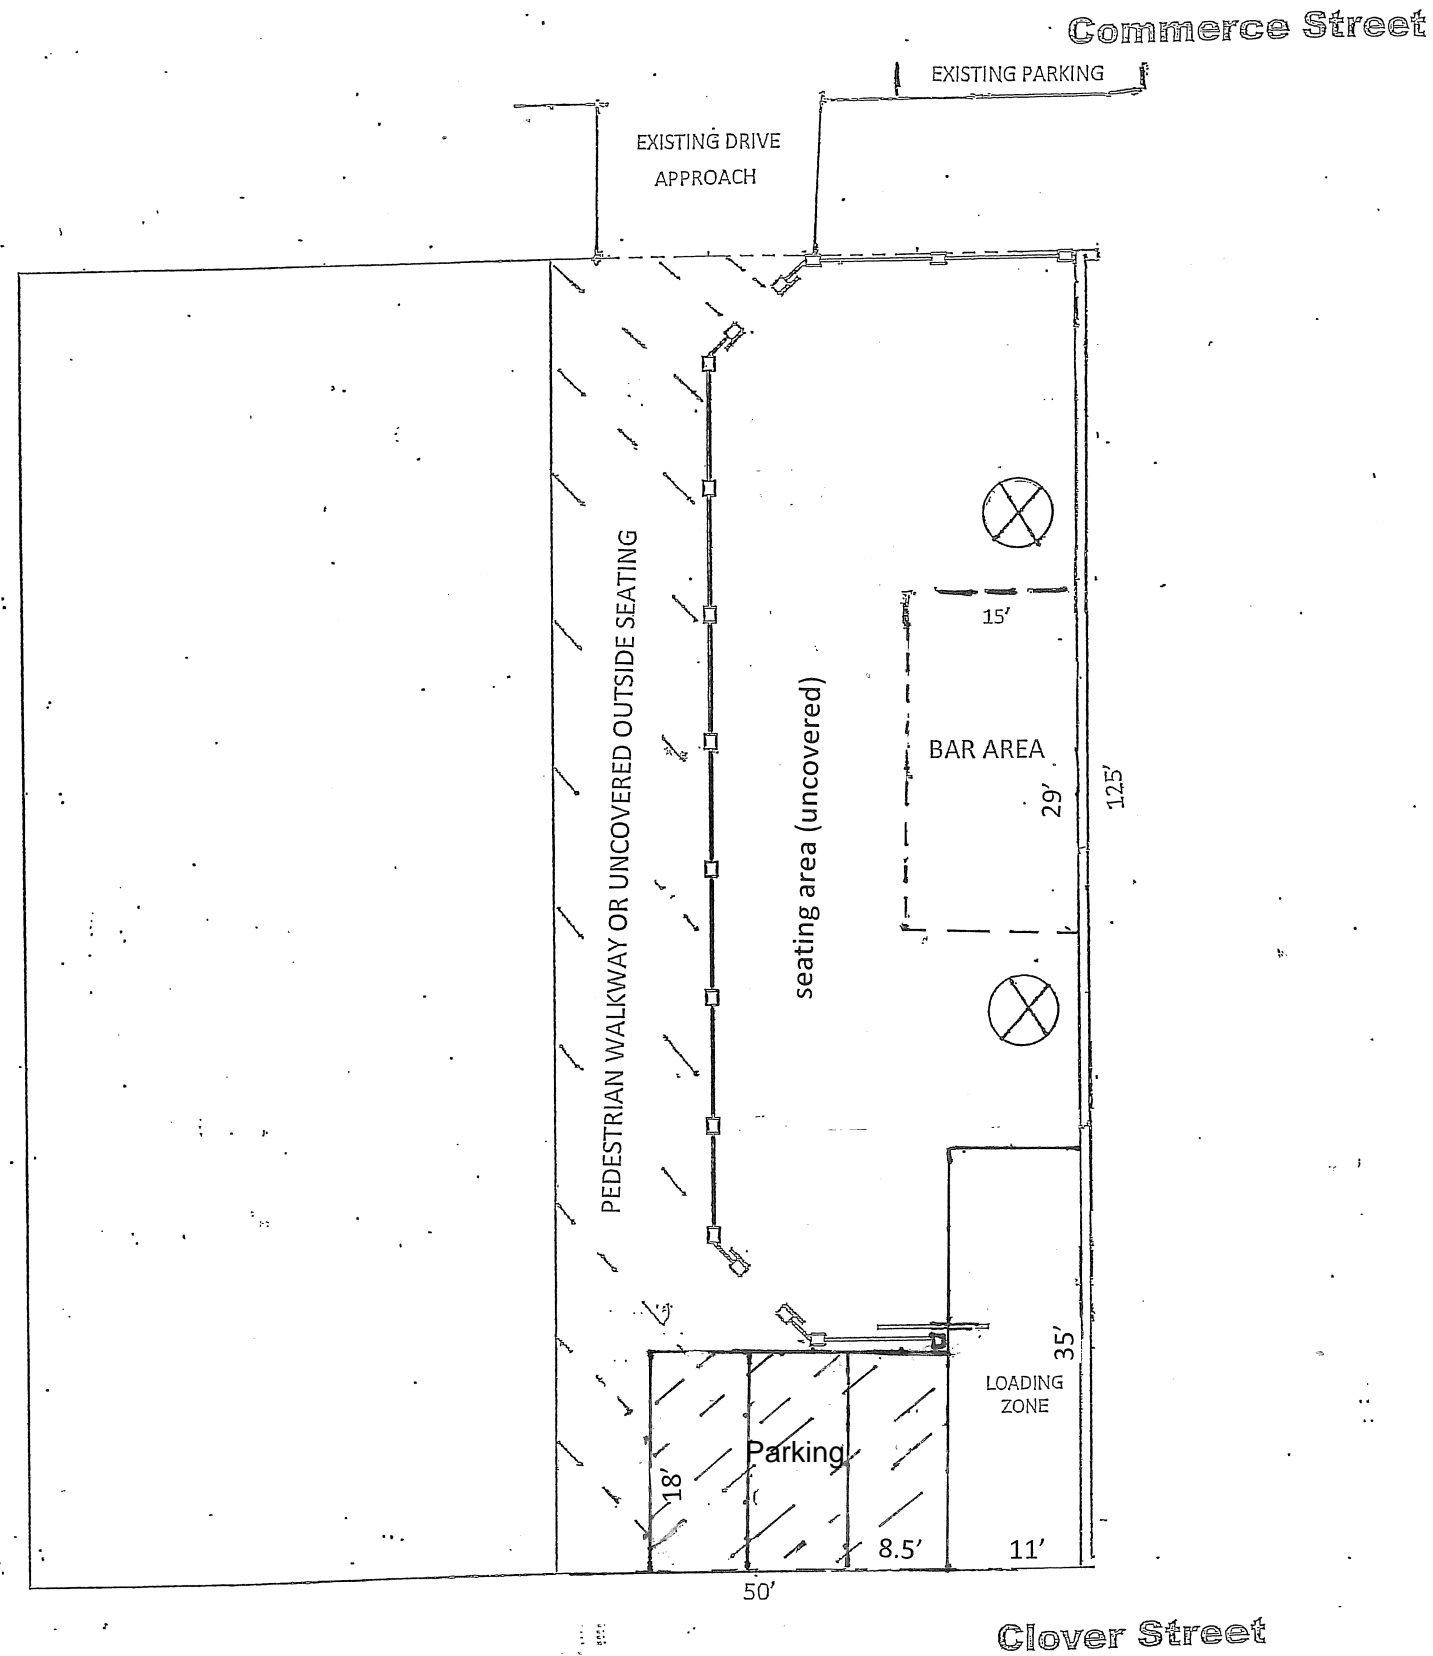 Commerce Street
EXISTING PARKING
EXISTING DRIVE
APPROACH
PEDESTRIAN WALKWAY OR UNCOVERED OUTSIDE SEATING
seating area (uncovered)
15'
BAR AREA
29'
125'
35'
LOADING
ZONE
Parking
18'
8.5'
11'
50'
Clover Street